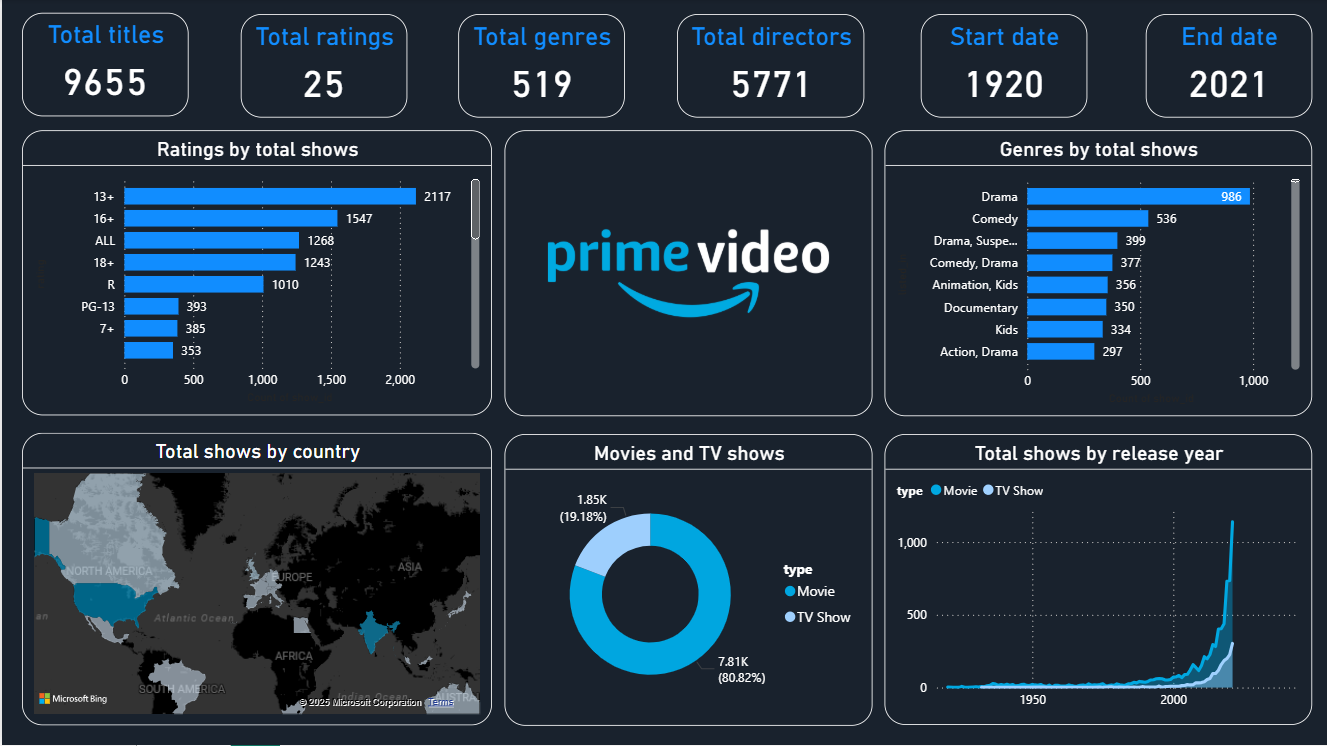 Total titles
9655
Total ratings
25
Total genres
519
Total directors
5771
Start date
1920
End date
2021
Ratings by total shows
13+ 2117
16+ 1547
ALL 1268
18+ 1243
R 1010
PG-13 393
7+ 385
353
0 500 1,000 1,500 2,000
prime video
Genres by total shows
Drama 986
Comedy 536
Drama, Suspe... 399
Comedy, Drama 377
Animation, Kids 356
Documentary 350
Kids 334
Action, Drama 297
0 500 1,000
Total shows by country
NORTH AMERICA
EUROPE
ASIA
an
Atlantic Ocean
AFRICA
SOUTH AMERICA
Indian Ocean
AUSTRA
Microsoft Bing
© 2025 Microsoft Corporation Terms
Movies and TV shows
1.85K
(19.18%)
type
Movie
TV Show
7.81K
(80.82%)
Total shows by release year
type Movie TV Show
1,000
500
0
1950 2000